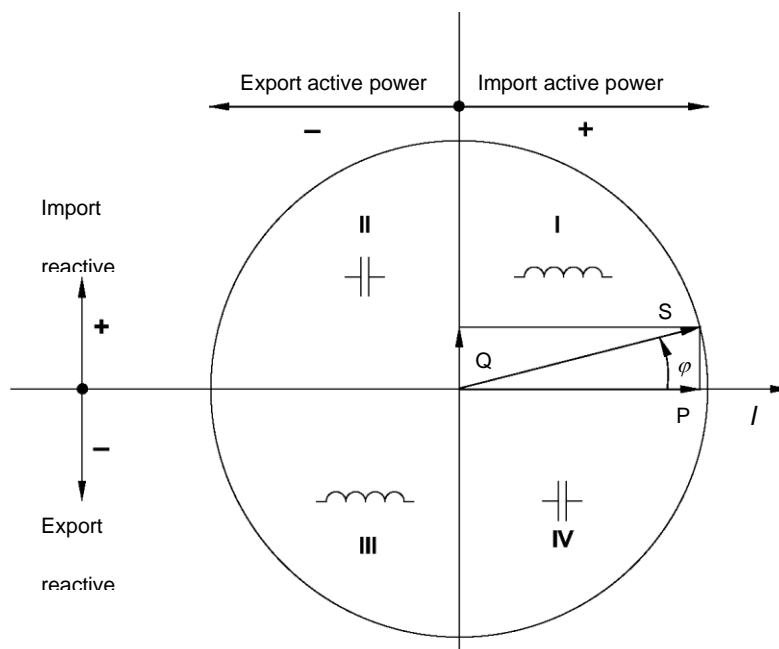 Export active power
Import active power
–
+
Import
reactive
+
–
Export
reactive
II
I
S
Q
φ
P
I
III
IV